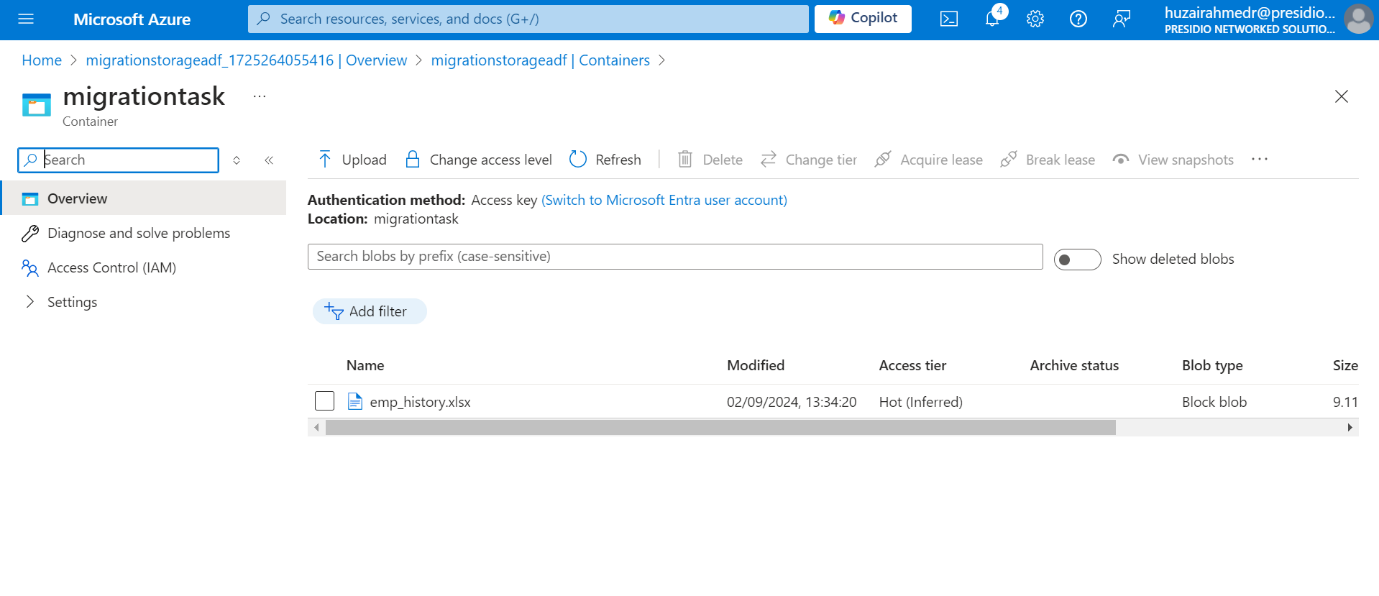 Microsoft Azure
Search resources, services, and docs (G+/)
Copilot
4
huzairahmedr@presidio...
PRESIDIO NETWORKED SOLUTIO...
Home > migrationstorageadf_1725264055416 | Overview > migrationstorageadf | Containers >
migrationtask ...
Container
Search
Upload Change access level Refresh Delete Change tier Acquire lease Break lease View snapshots ...
Overview
Diagnose and solve problems
Access Control (IAM)
Settings
Authentication method: Access key (Switch to Microsoft Entra user account)
Location: migrationtask
Search blobs by prefix (case-sensitive)
Show deleted blobs
Add filter
Name Modified Access tier Archive status Blob type Size
emp_history.xlsx 02/09/2024, 13:34:20 Hot (Inferred) Block blob 9.11